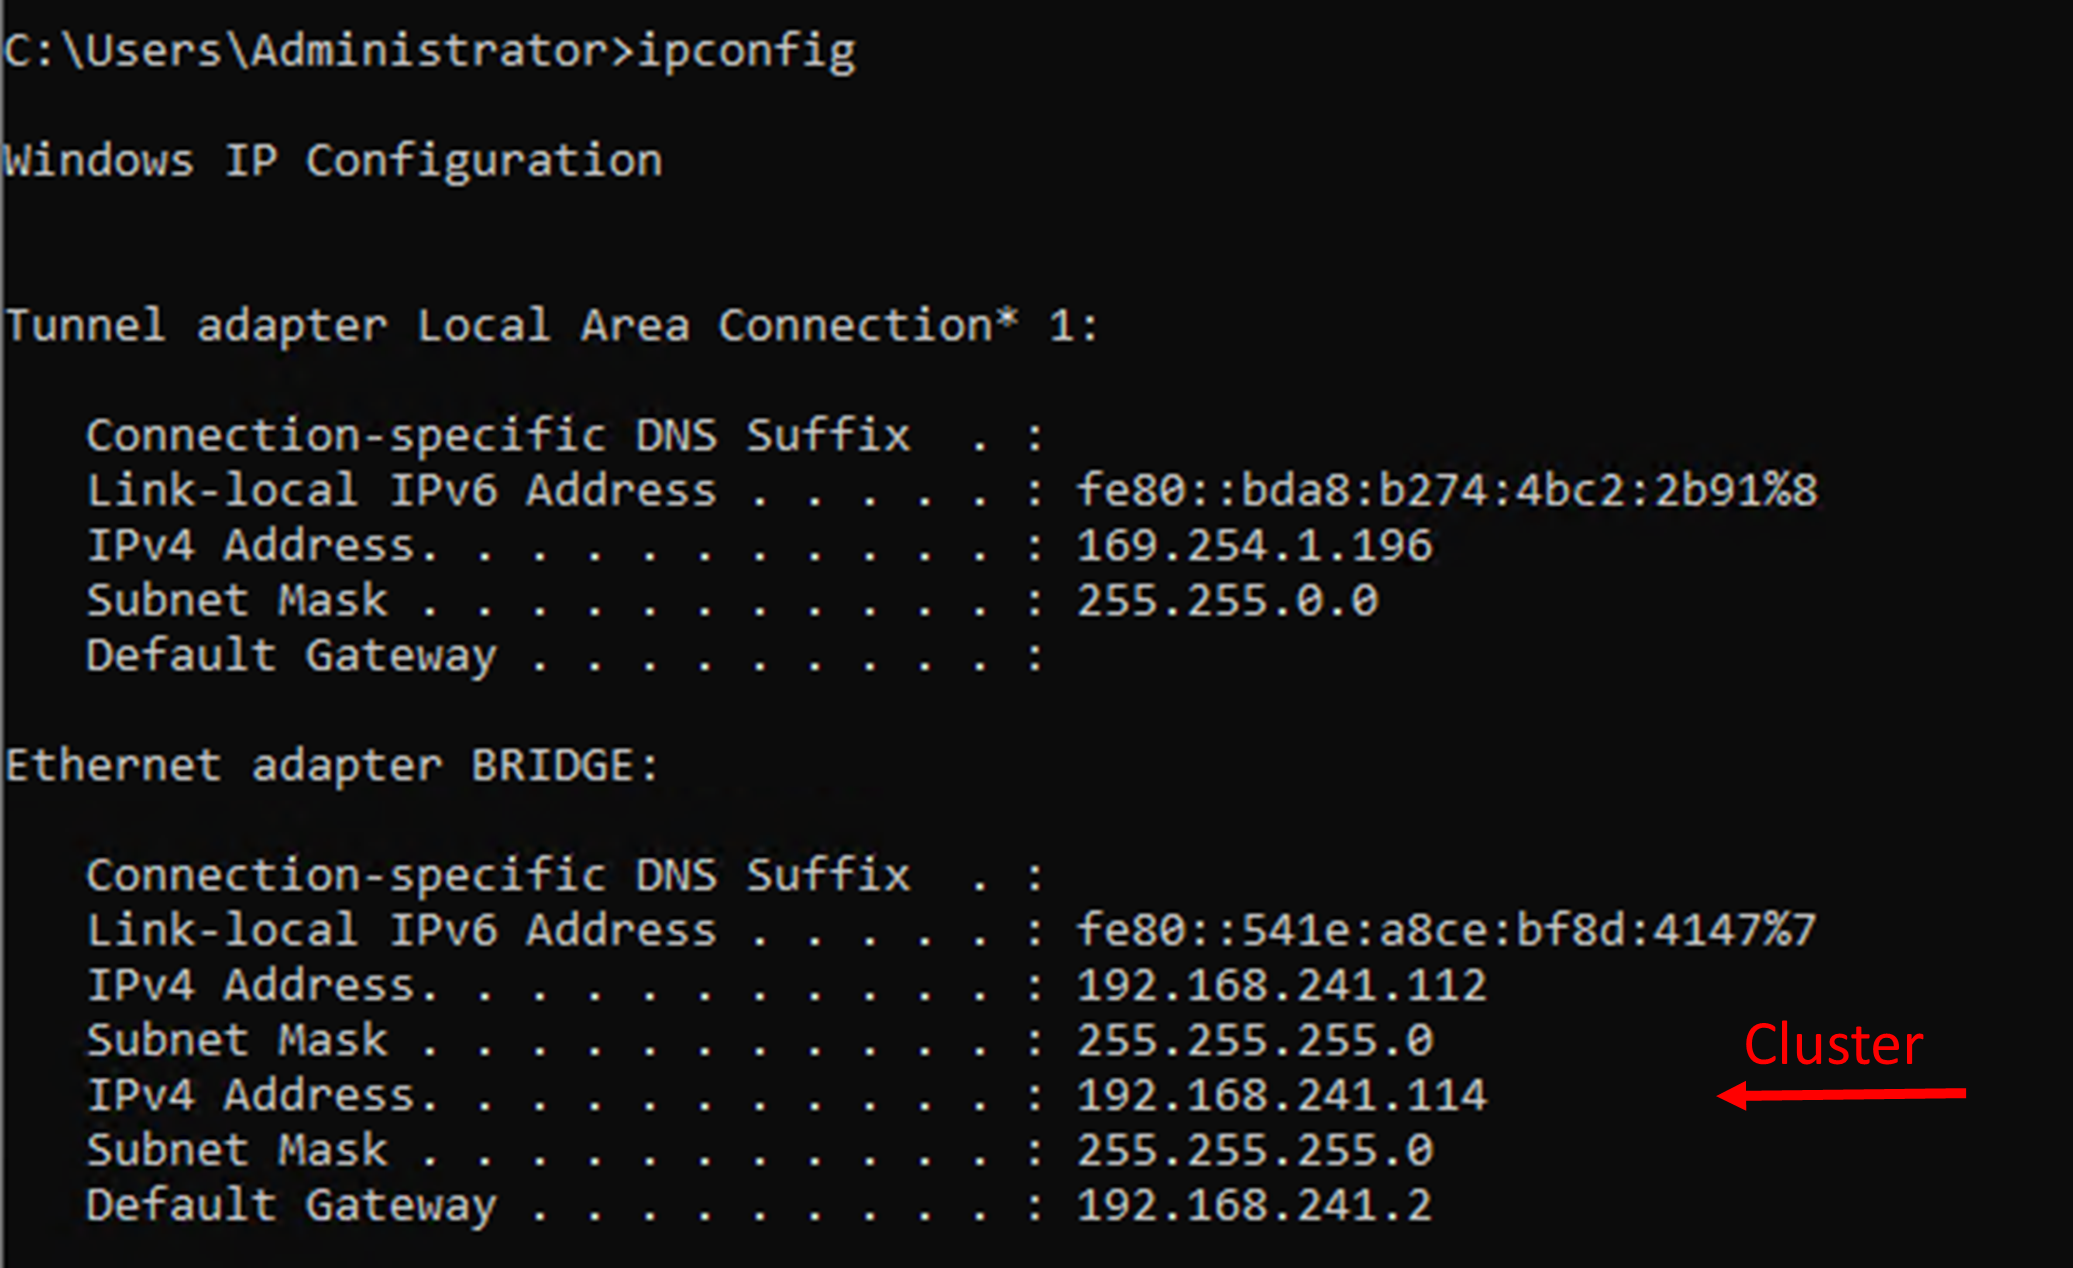 C:\Users\Administrator>ipconfig
Windows IP Configuration
Tunnel adapter Local Area Connection* 1:
Connection-specific DNS Suffix  . :
Link-local IPv6 Address . . . . . : fe80::bda8:b274:4bc2:2b91%8
IPv4 Address. . . . . . . . . . . : 169.254.1.196
Subnet Mask . . . . . . . . . . . : 255.255.0.0
Default Gateway . . . . . . . . . :
Ethernet adapter BRIDGE:
Connection-specific DNS Suffix  . :
Link-local IPv6 Address . . . . . : fe80::541e:a8ce:bf8d:4147%7
IPv4 Address. . . . . . . . . . . : 192.168.241.112
Subnet Mask . . . . . . . . . . . : 255.255.255.0
Cluster
IPv4 Address. . . . . . . . . . . : 192.168.241.114
Subnet Mask . . . . . . . . . . . : 255.255.255.0
Default Gateway . . . . . . . . . : 192.168.241.2